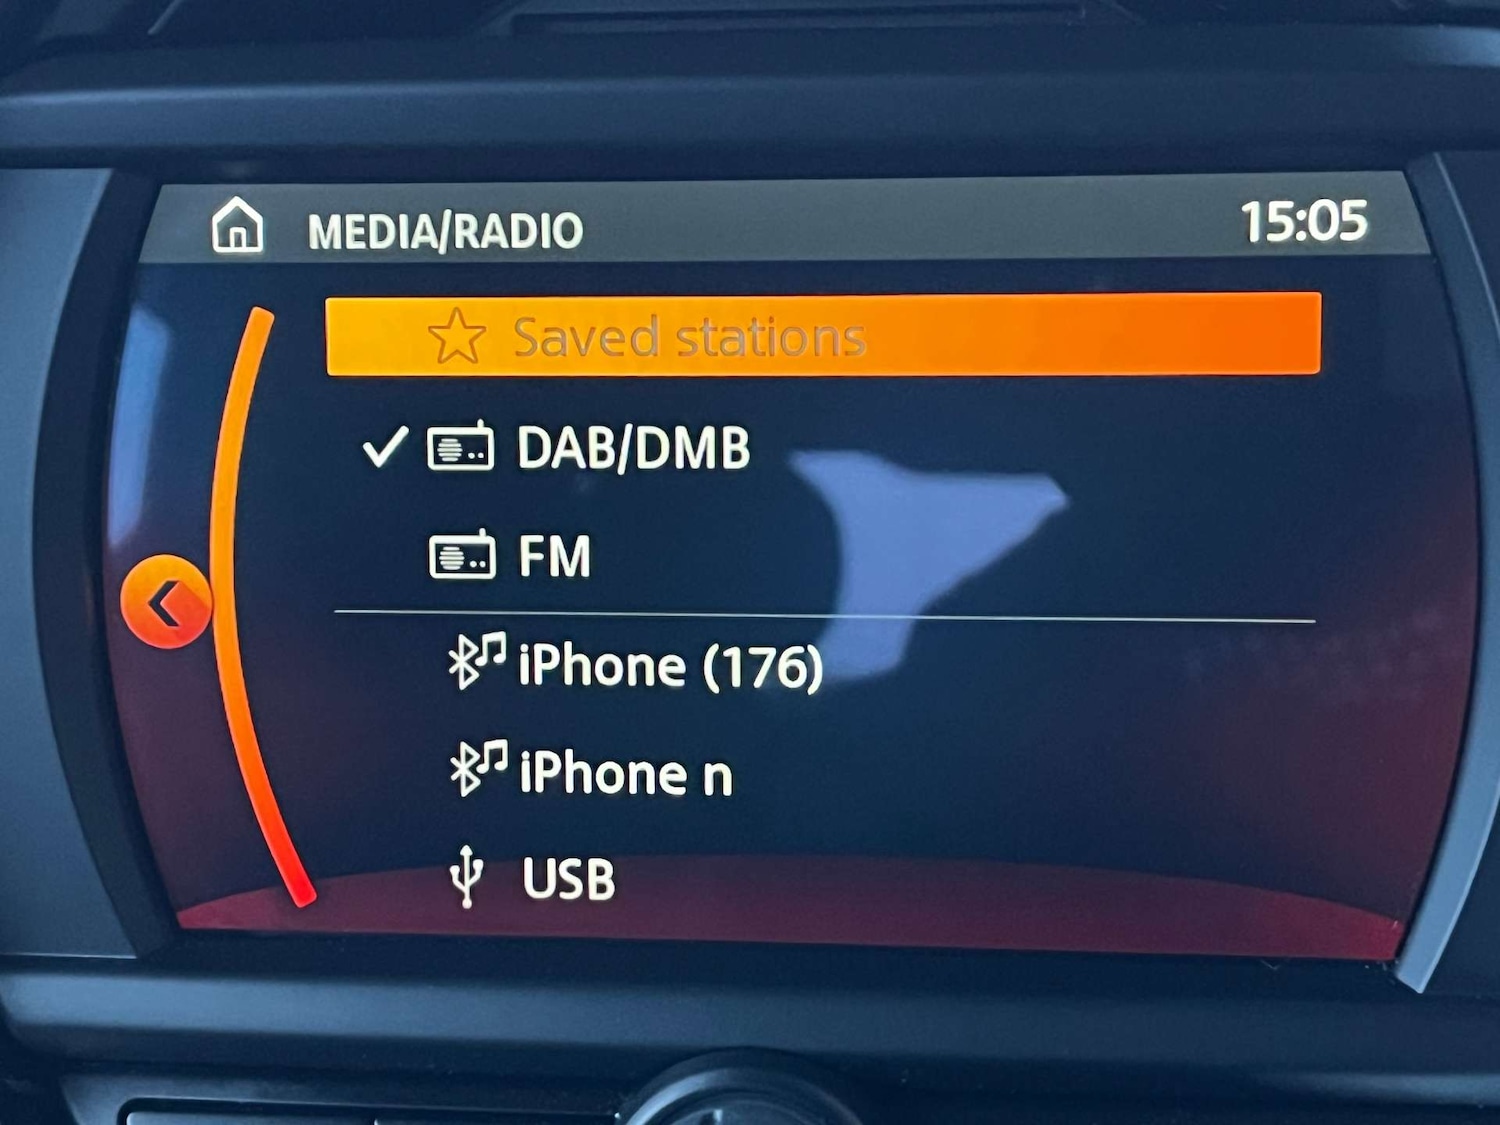 MEDIA/RADIO 15:05
Saved stations
DAB/DMB
FM
iPhone (176)
iPhone n
USB